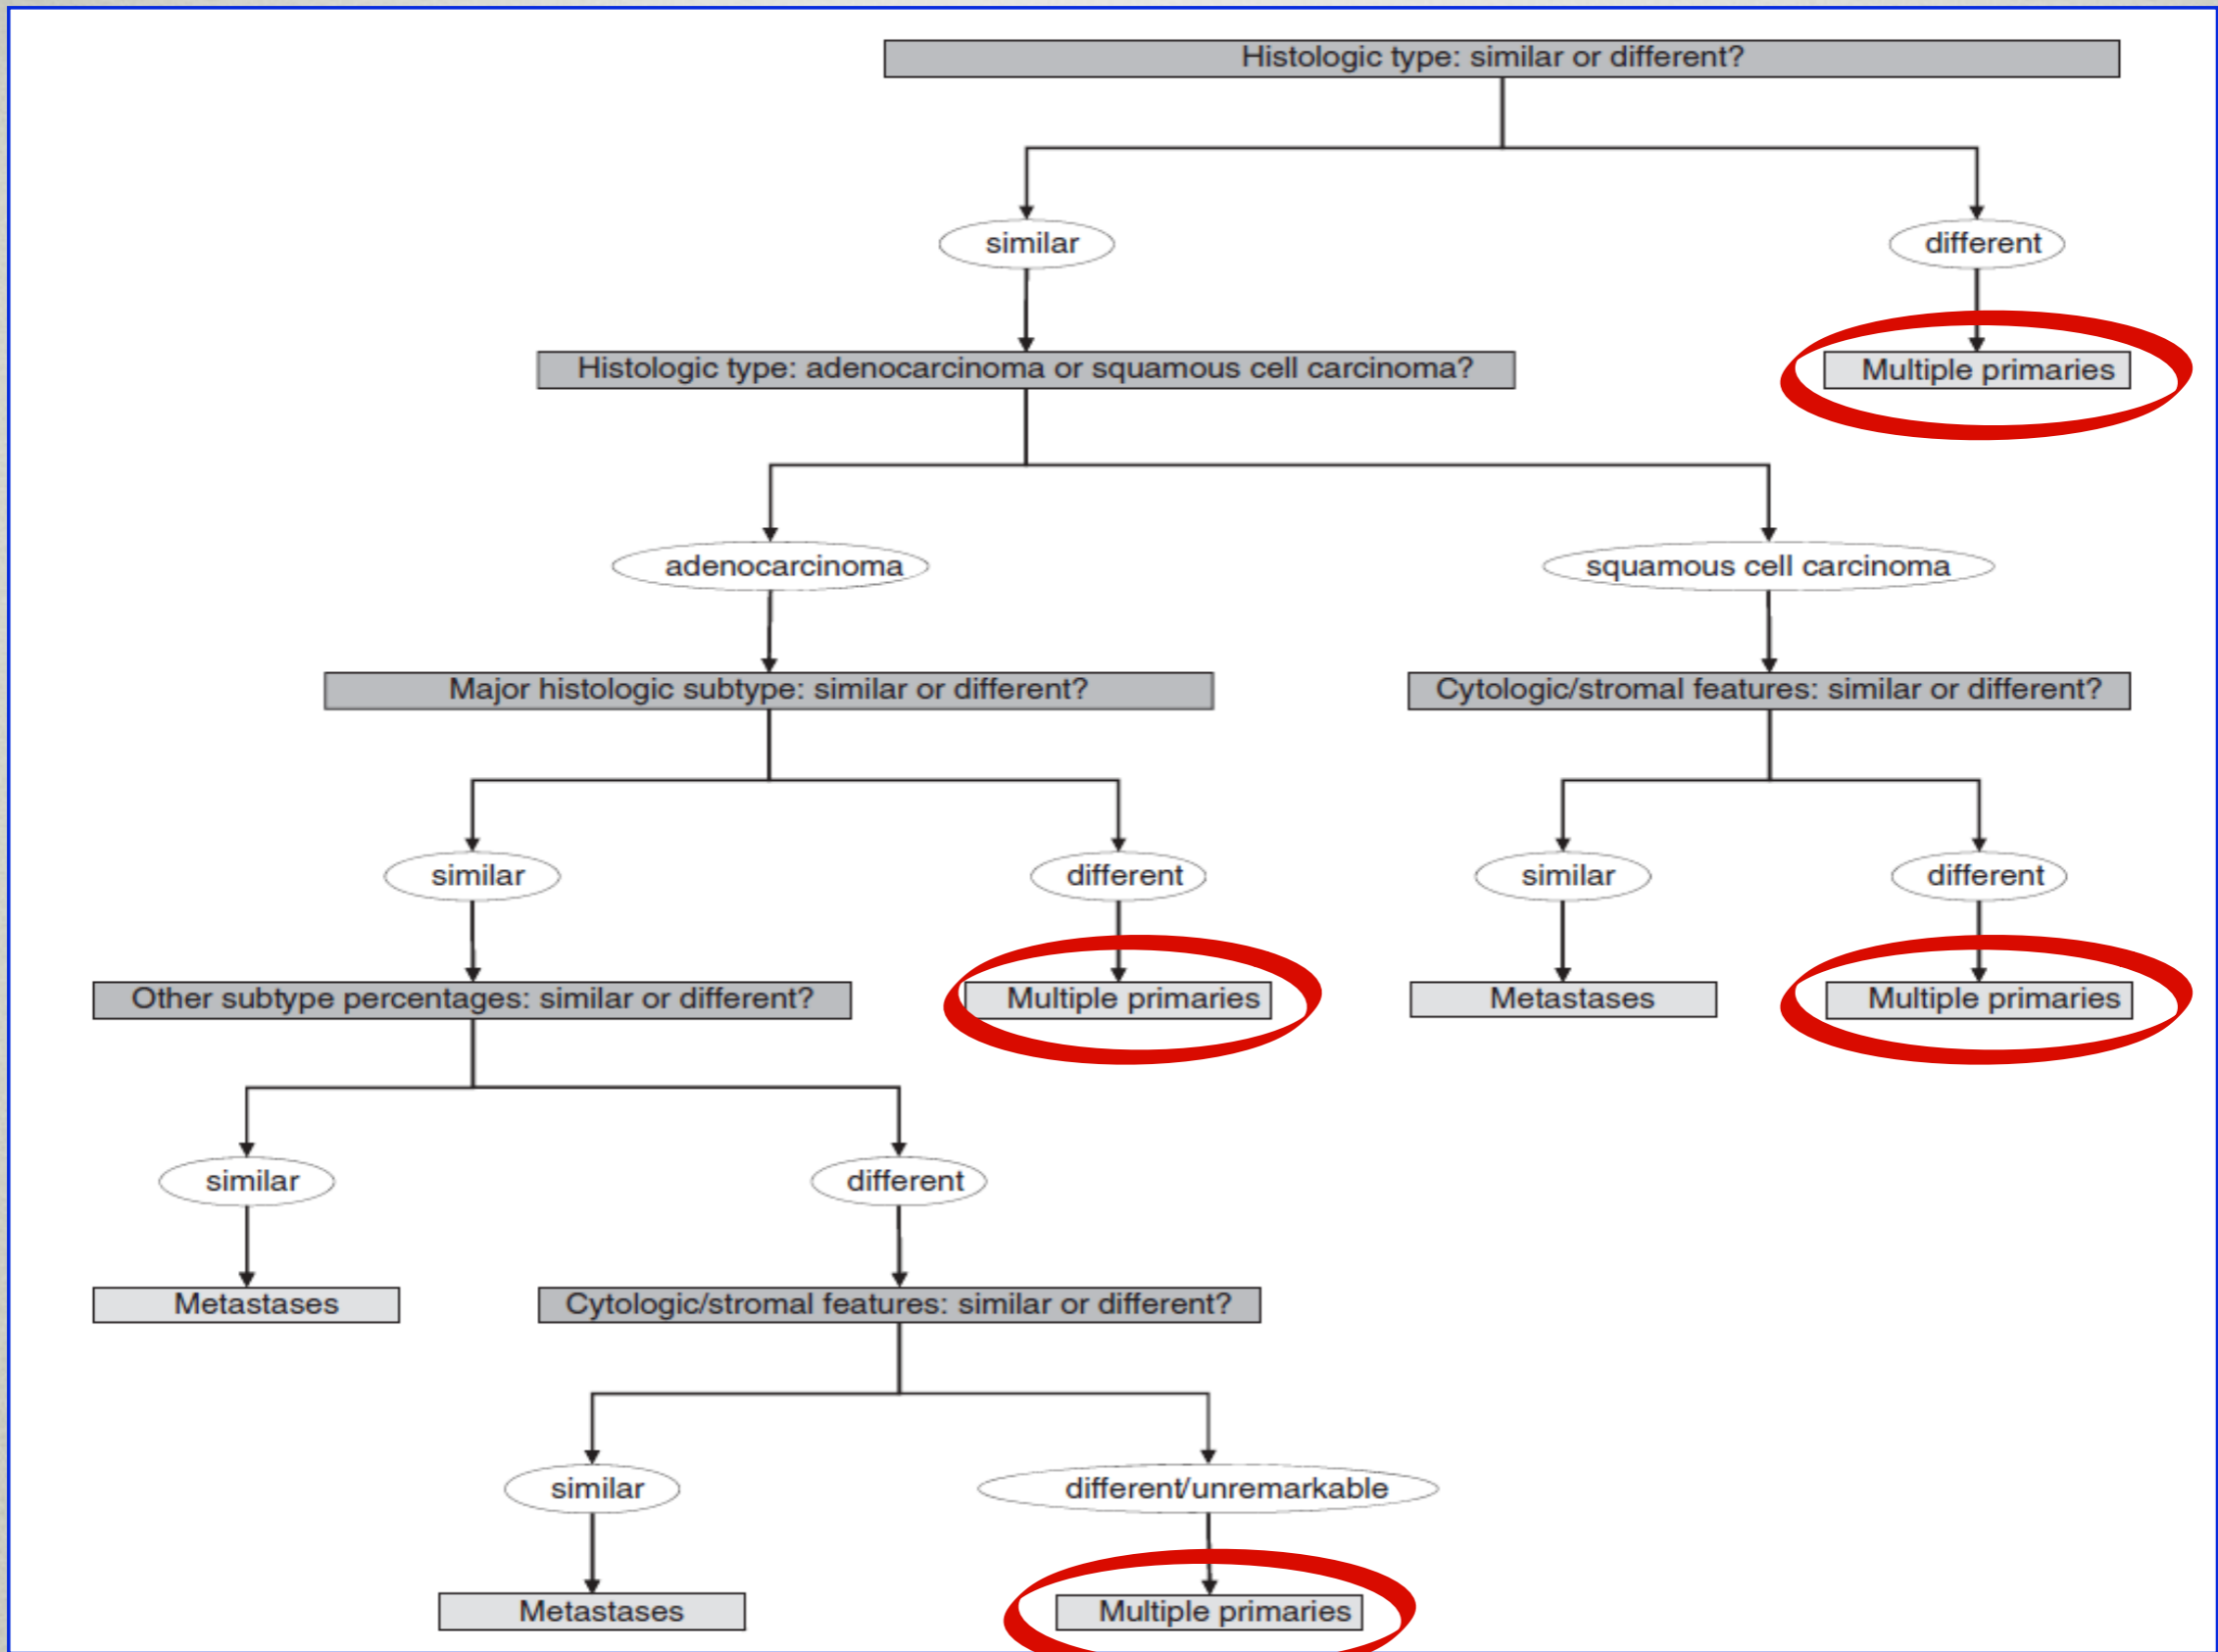 Histologic type: similar or different?
similar
different
Histologic type: adenocarcinoma or squamous cell carcinoma?
Multiple primaries
adenocarcinoma
squamous cell carcinoma
Major histologic subtype: similar or different?
Cytologic/stromal features: similar or different?
similar
different
similar
different
Other subtype percentages: similar or different?
Multiple primaries
Metastases
Multiple primaries
similar
different
Metastases
Cytologic/stromal features: similar or different?
similar
different/unremarkable
Metastases
Multiple primaries